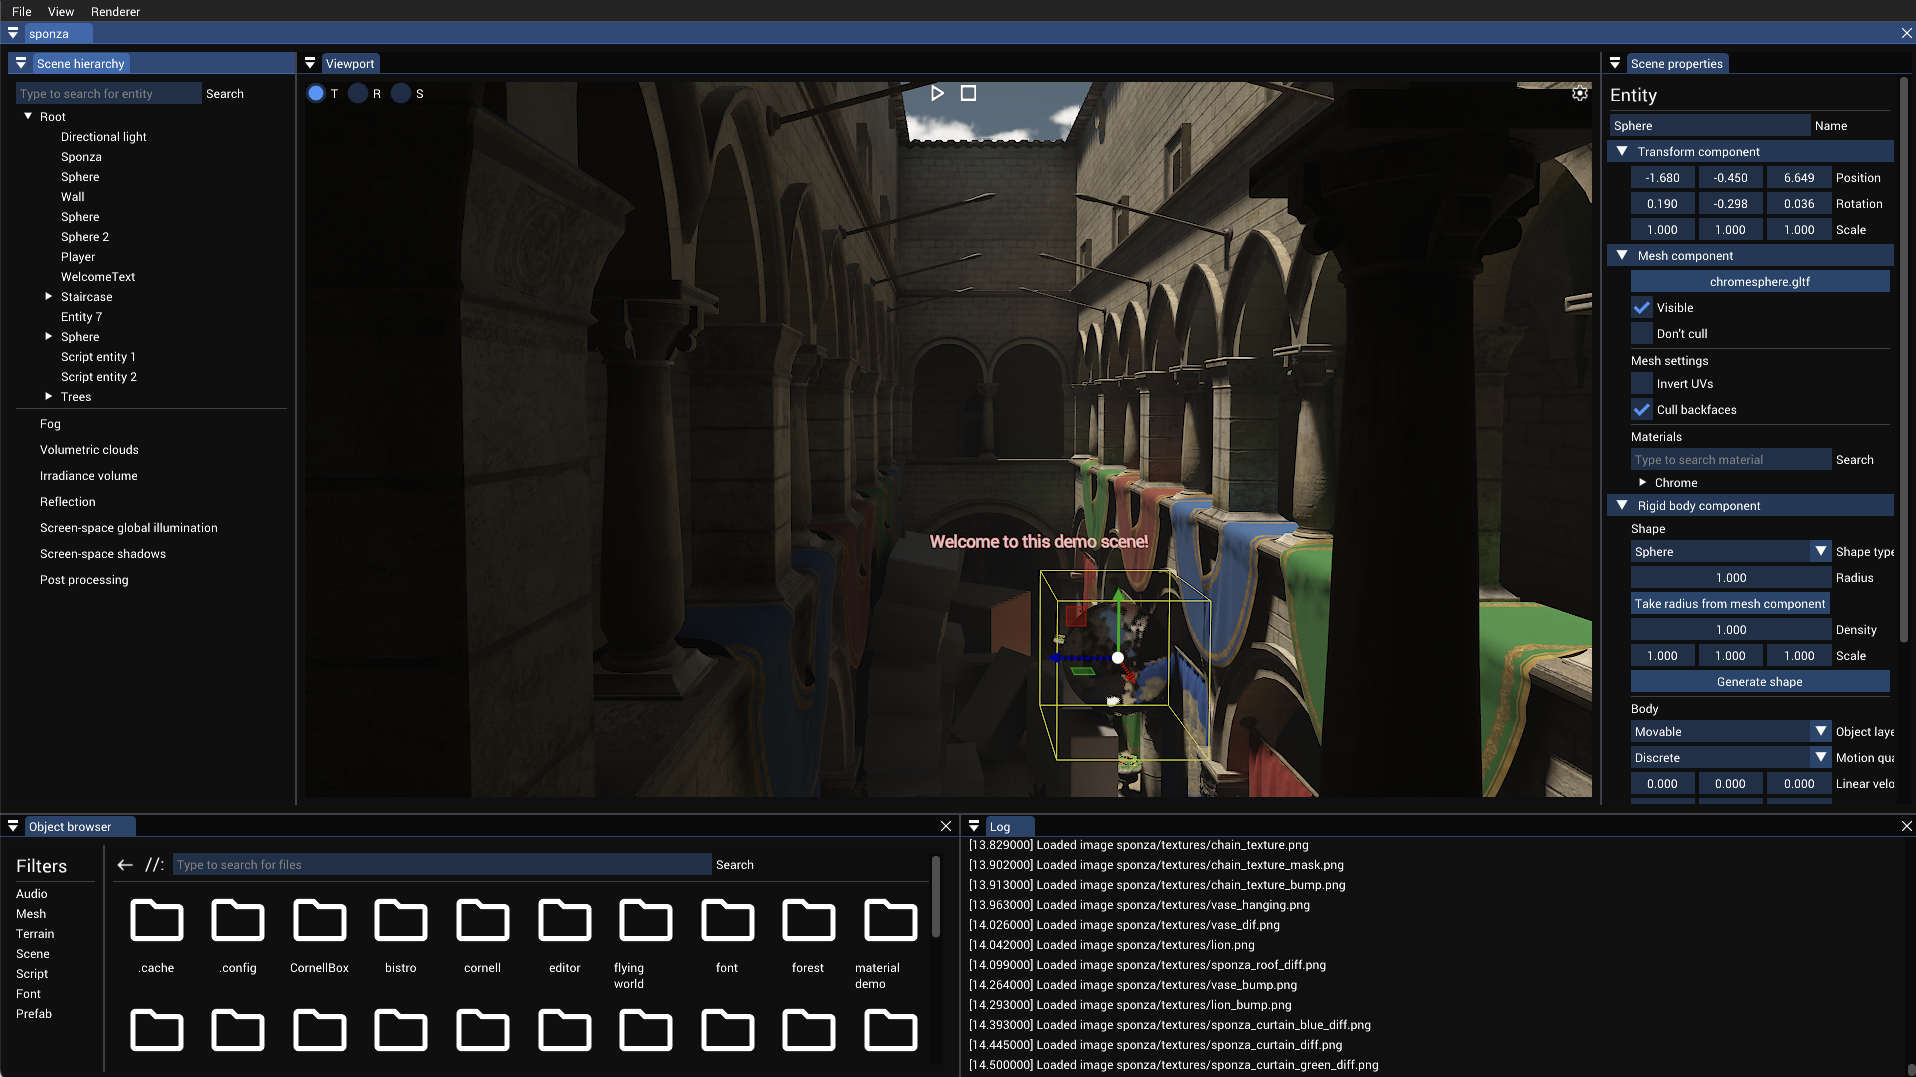 File View Renderer
sponza
Scene hierarchy
Type to search for entity Search
Root
Directional light
Sponza
Sphere
Wall
Sphere
Sphere 2
Player
WelcomeText
Staircase
Entity 7
Sphere
Script entity 1
Script entity 2
Trees
Fog
Volumetric clouds
Irradiance volume
Reflection
Screen-space global illumination
Screen-space shadows
Post processing
Viewport
T R S
Welcome to this demo scene!
Scene properties
Entity
Sphere Name
Transform component
-1.680 -0.450 6.649 Position
0.190 -0.298 0.036 Rotation
1.000 1.000 1.000 Scale
Mesh component
chromesphere.gltf
Visible
Don't cull
Mesh settings
Invert UVs
Cull backfaces
Materials
Type to search material Search
Chrome
Rigid body component
Shape
Sphere Shape type
1.000 Radius
Take radius from mesh component
1.000 Density
1.000 1.000 1.000 Scale
Generate shape
Body
Movable Object laye
Discrete Motion qua
0.000 0.000 0.000 Linear velo
Object browser
Filters
Audio
Mesh
Terrain
Scene
Script
Font
Prefab
//: Type to search for files Search
.cache .config CornellBox bistro cornell editor flying world font forest material demo
Log
[13.829000] Loaded image sponza/textures/chain_texture.png
[13.902000] Loaded image sponza/textures/chain_texture_mask.png
[13.913000] Loaded image sponza/textures/chain_texture_bump.png
[13.963000] Loaded image sponza/textures/vase_hanging.png
[14.026000] Loaded image sponza/textures/vase_dif.png
[14.042000] Loaded image sponza/textures/lion.png
[14.099000] Loaded image sponza/textures/sponza_roof_diff.png
[14.264000] Loaded image sponza/textures/vase_bump.png
[14.293000] Loaded image sponza/textures/lion_bump.png
[14.393000] Loaded image sponza/textures/sponza_curtain_blue_diff.png
[14.445000] Loaded image sponza/textures/sponza_curtain_diff.png
[14.500000] Loaded image sponza/textures/sponza_curtain_green_diff.png